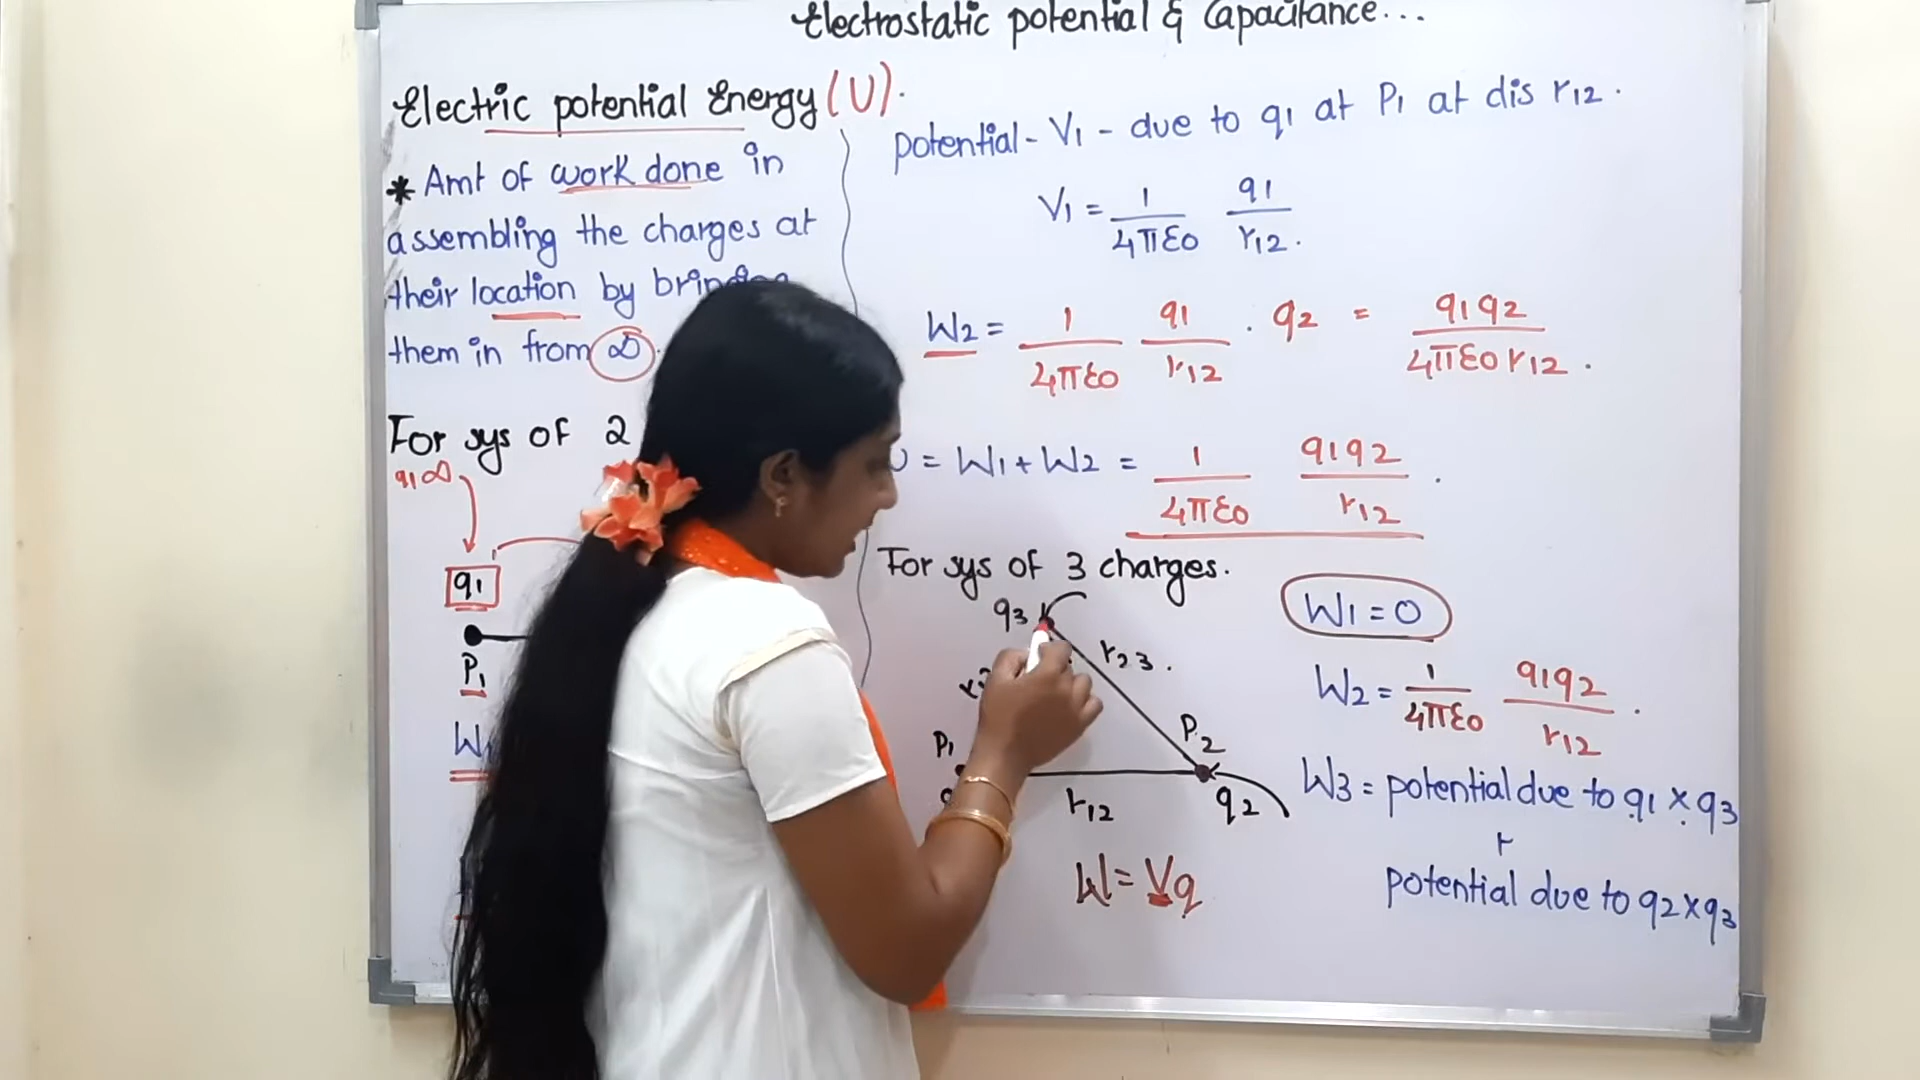 Electrostatic potential & Capacitance...
Electric potential Energy (U).
* Amt of work done in
assembling the charges at
their location by
them in from ∞.
For sys of 2
q1 ∞
q1
P1
W1
potential - V1 - due to q1 at P1 at dis r12.
V1 = 1/4πε0 q1/r12.
W2 = 1/4πε0 q1/r12 . q2 = q1q2/4πε0 r12.
= W1 + W2 = 1/4πε0 q1q2/r12.
For sys of 3 charges.
q3
r23.
P1
P2
r12
q2
W = Vq
W1 = 0
W2 = 1/4πε0 q1q2/r12.
W3 = potential due to q1 × q3
+
potential due to q2 × q3